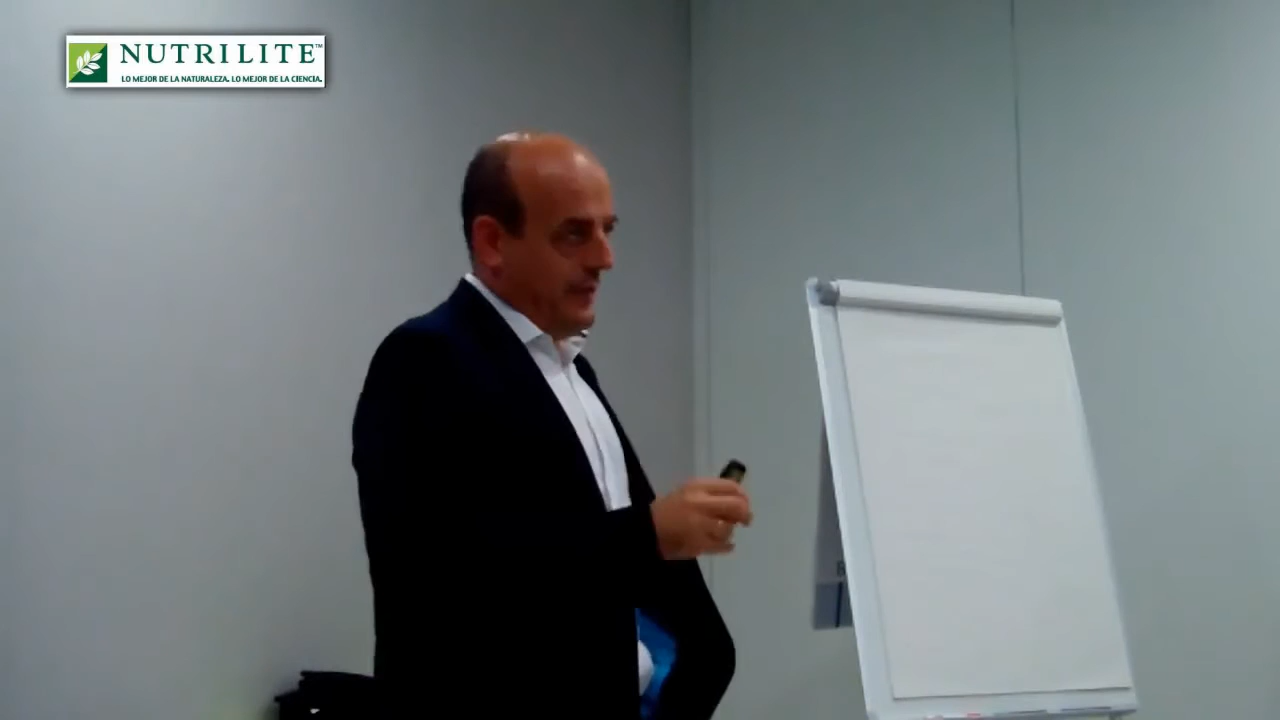 NUTRILITE™
LO MEJOR DE LA NATURALEZA. LO MEJOR DE LA CIENCIA.